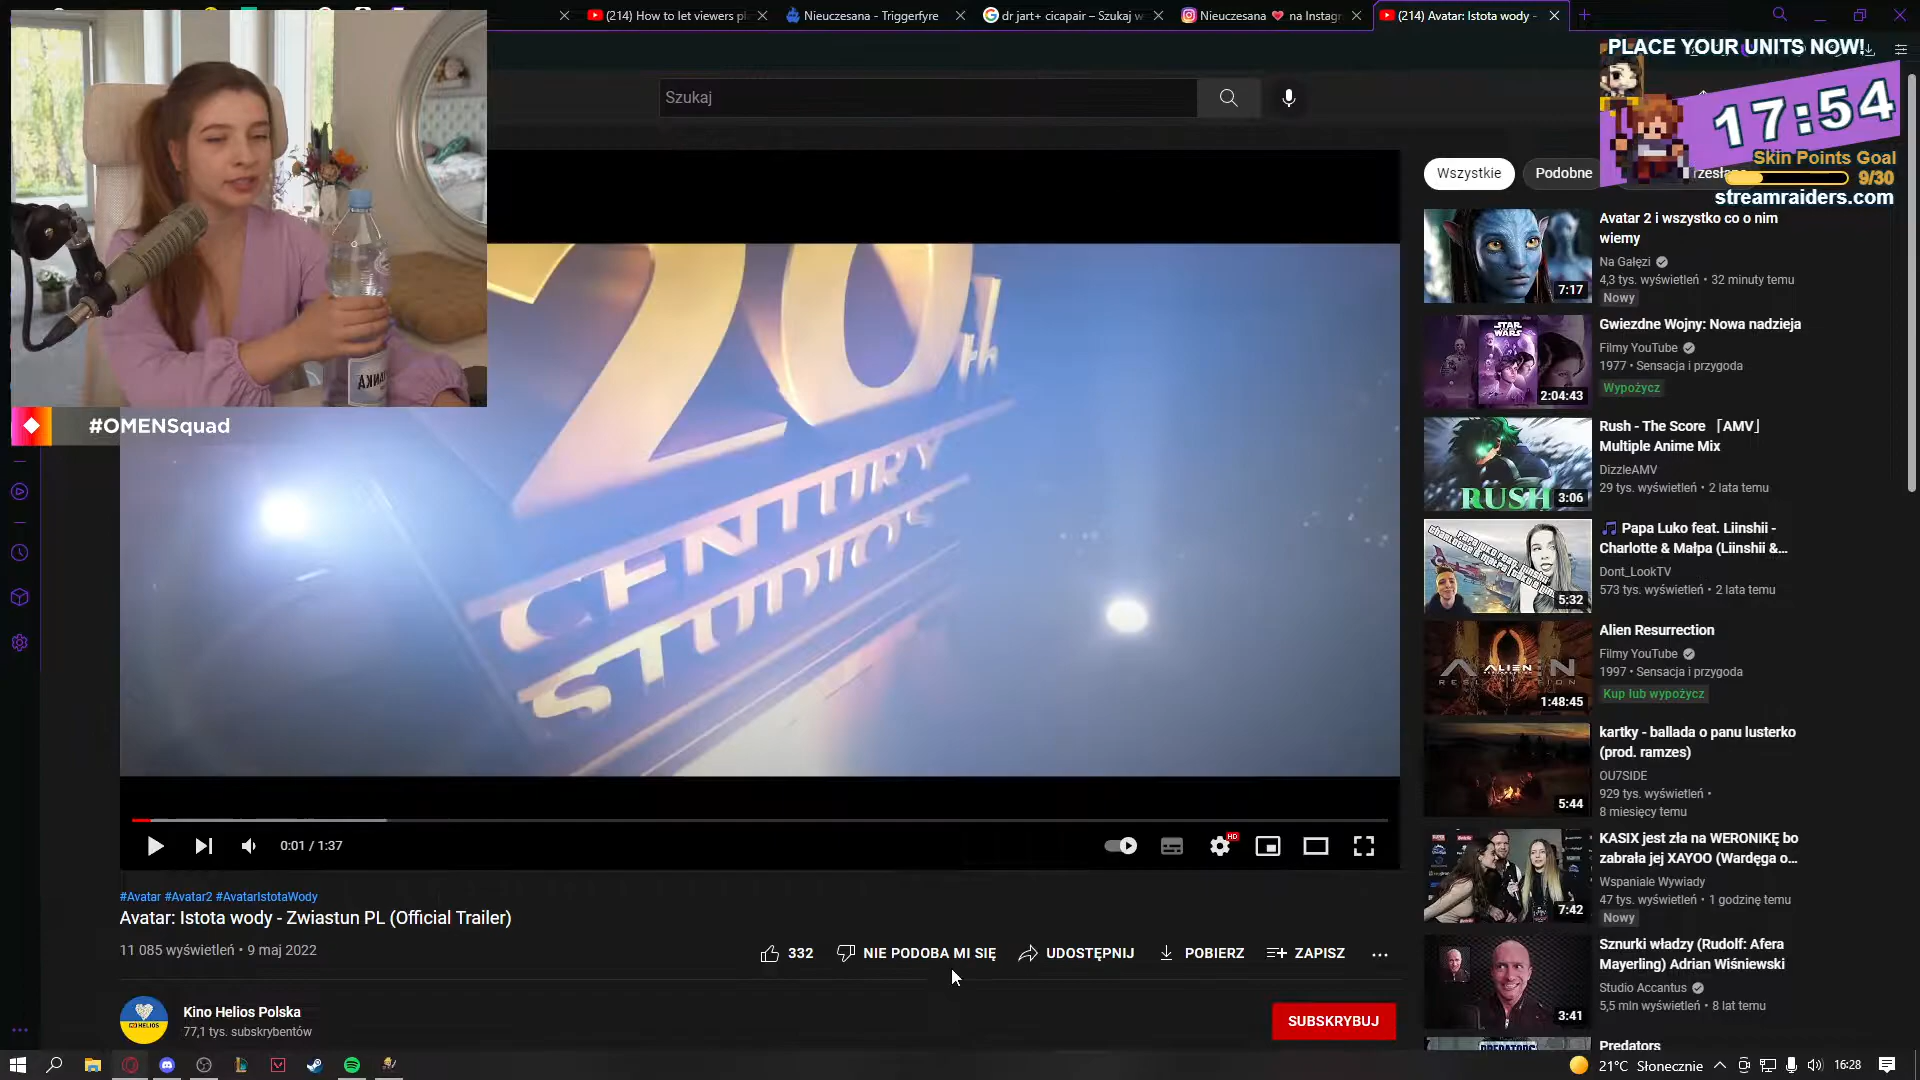 (214) How to let viewers pl
Nieuczesana - Triggerfyre
dr jart+ cicapair – Szukaj w
Nieuczesana ❤ na Instagr
(214) Avatar: Istota wody -
PLACE YOUR UNITS NOW!
17:54
Skin Points Goal
9/30
streamraiders.com
Szukaj
Wszystkie
Podobne
#OMENSquad
20th
CENTURY
STUDIOS
0:01 / 1:37
HD
#Avatar #Avatar2 #AvatarIstotaWody
Avatar: Istota wody - Zwiastun PL (Official Trailer)
11 085 wyświetleń • 9 maj 2022
332
NIE PODOBA MI SIĘ
UDOSTĘPNIJ
POBIERZ
ZAPISZ
HELIOS
Kino Helios Polska
77,1 tys. subskrybentów
SUBSKRYBUJ
7:17
Avatar 2 i wszystko co o nim
wiemy
Na Gałęzi
4,3 tys. wyświetleń • 32 minuty temu
Nowy
STAR
WARS
2:04:43
Gwiezdne Wojny: Nowa nadzieja
Filmy YouTube
1977 • Sensacja i przygoda
Wypożycz
RUSH
3:06
Rush - The Score 「AMV」
Multiple Anime Mix
DizzleAMV
29 tys. wyświetleń • 2 lata temu
5:32
🎵 Papa Luko feat. Liinshii -
Charlotte & Małpa (Liinshii &...
Dont_LookTV
573 tys. wyświetleń • 2 lata temu
ALIEN
1:48:45
Alien Resurrection
Filmy YouTube
1997 • Sensacja i przygoda
Kup lub wypożycz
5:44
kartky - ballada o panu lusterko
(prod. ramzes)
OU7SIDE
929 tys. wyświetleń •
8 miesięcy temu
7:42
KASIX jest zła na WERONIKĘ bo
zabrała jej XAYOO (Wardęga o...
Wspaniale Wywiady
47 tys. wyświetleń • 1 godzinę temu
Nowy
3:41
Sznurki władzy (Rudolf: Afera
Mayerling) Adrian Wiśniewski
Studio Accantus
5,5 mln wyświetleń • 8 lat temu
Predators
21°C Słonecznie
16:28